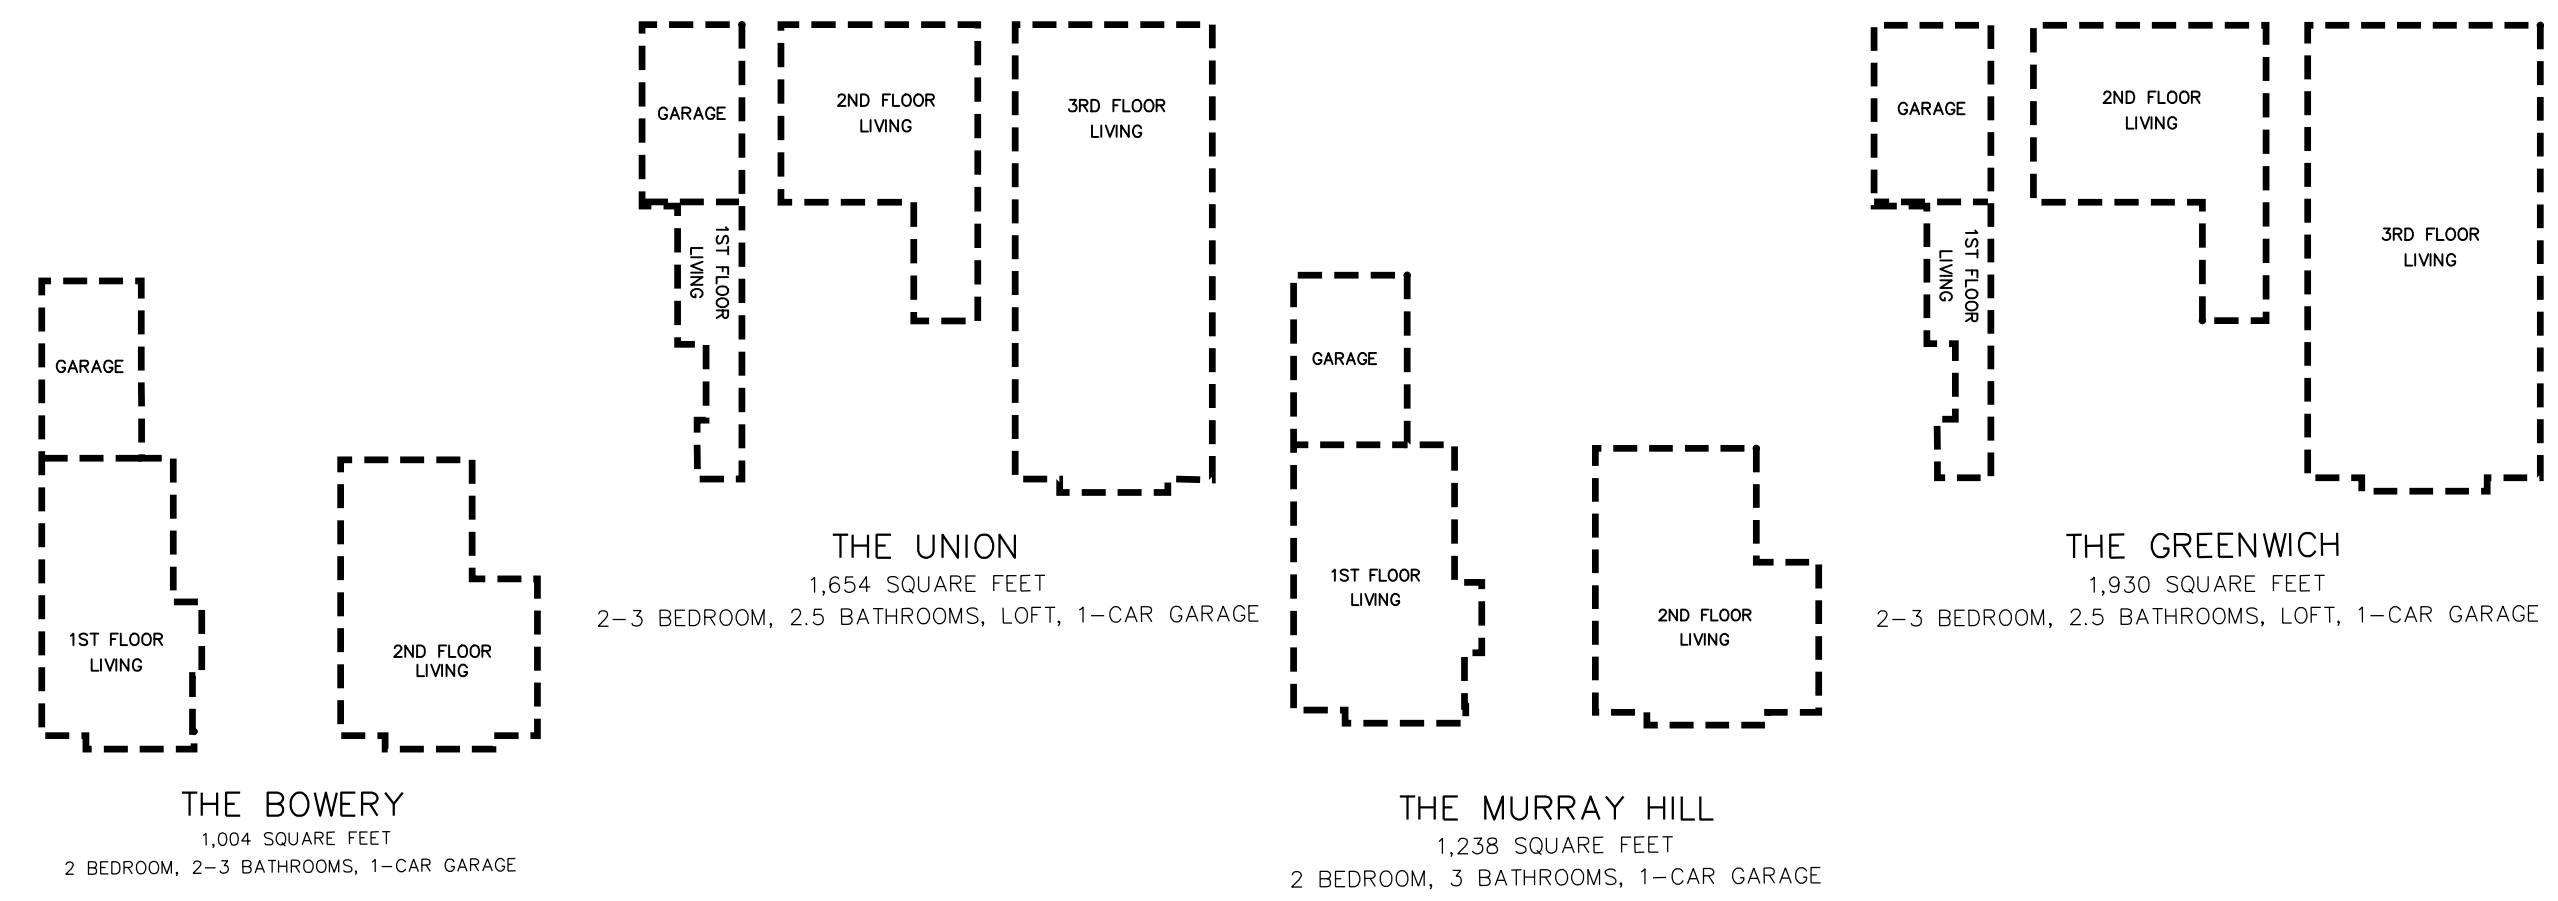 GARAGE
1ST FLOOR
LIVING
2ND FLOOR
LIVING
THE BOWERY
1,004 SQUARE FEET
2 BEDROOM, 2-3 BATHROOMS, 1-CAR GARAGE
GARAGE
1ST FLOOR
LIVING
2ND FLOOR
LIVING
3RD FLOOR
LIVING
THE UNION
1,654 SQUARE FEET
2-3 BEDROOM, 2.5 BATHROOMS, LOFT, 1-CAR GARAGE
GARAGE
1ST FLOOR
LIVING
2ND FLOOR
LIVING
THE MURRAY HILL
1,238 SQUARE FEET
2 BEDROOM, 3 BATHROOMS, 1-CAR GARAGE
GARAGE
1ST FLOOR
LIVING
2ND FLOOR
LIVING
3RD FLOOR
LIVING
THE GREENWICH
1,930 SQUARE FEET
2-3 BEDROOM, 2.5 BATHROOMS, LOFT, 1-CAR GARAGE